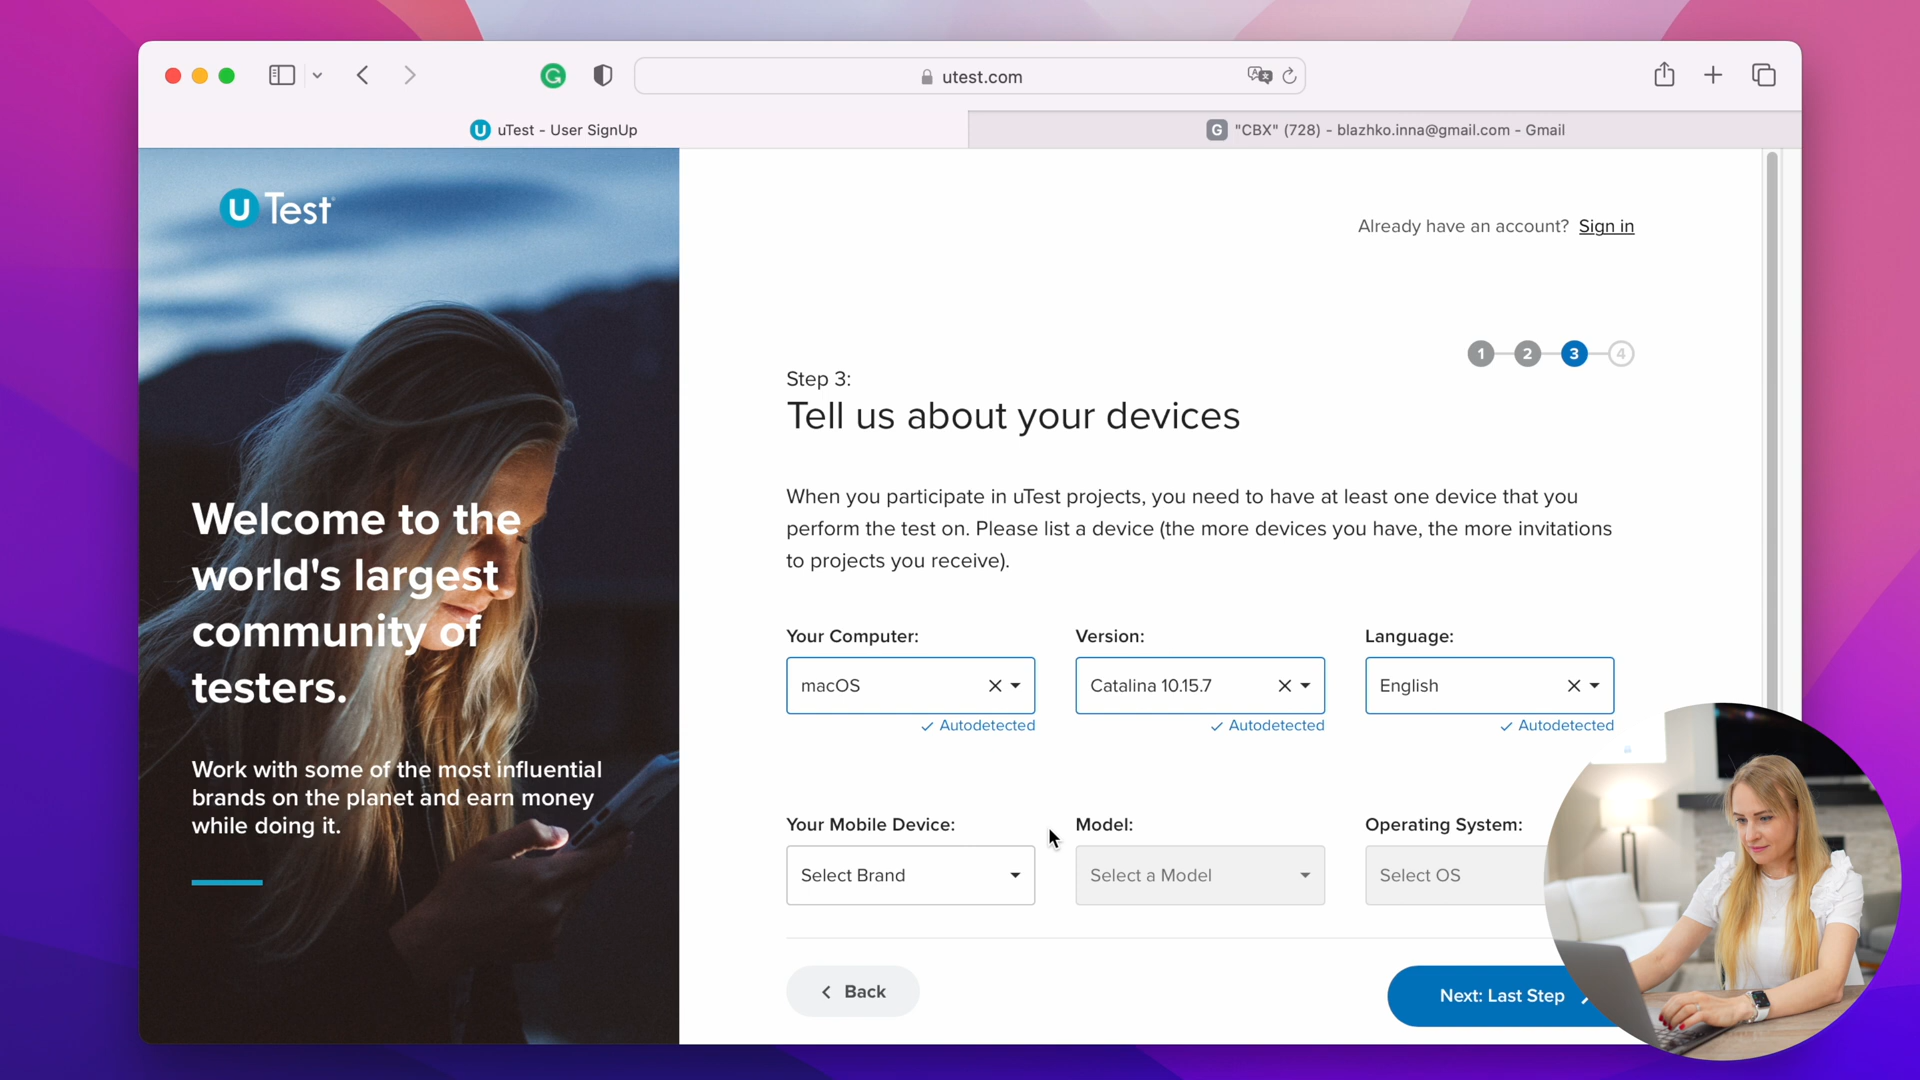 utest.com
uTest - User SignUp
G "CBX" (728) - blazhko.inna@gmail.com - Gmail
U Test
Already have an account? Sign in
1 2 3 4
Step 3:
Tell us about your devices
When you participate in uTest projects, you need to have at least one device that you
perform the test on. Please list a device (the more devices you have, the more invitations
to projects you receive).
Welcome to the
world's largest
community of
testers.
Work with some of the most influential
brands on the planet and earn money
while doing it.
Your Computer: Version: Language:
macOS Catalina 10.15.7 English
Autodetected Autodetected Autodetected
Your Mobile Device: Model: Operating System:
Select Brand Select a Model Select OS
Back Next: Last Step